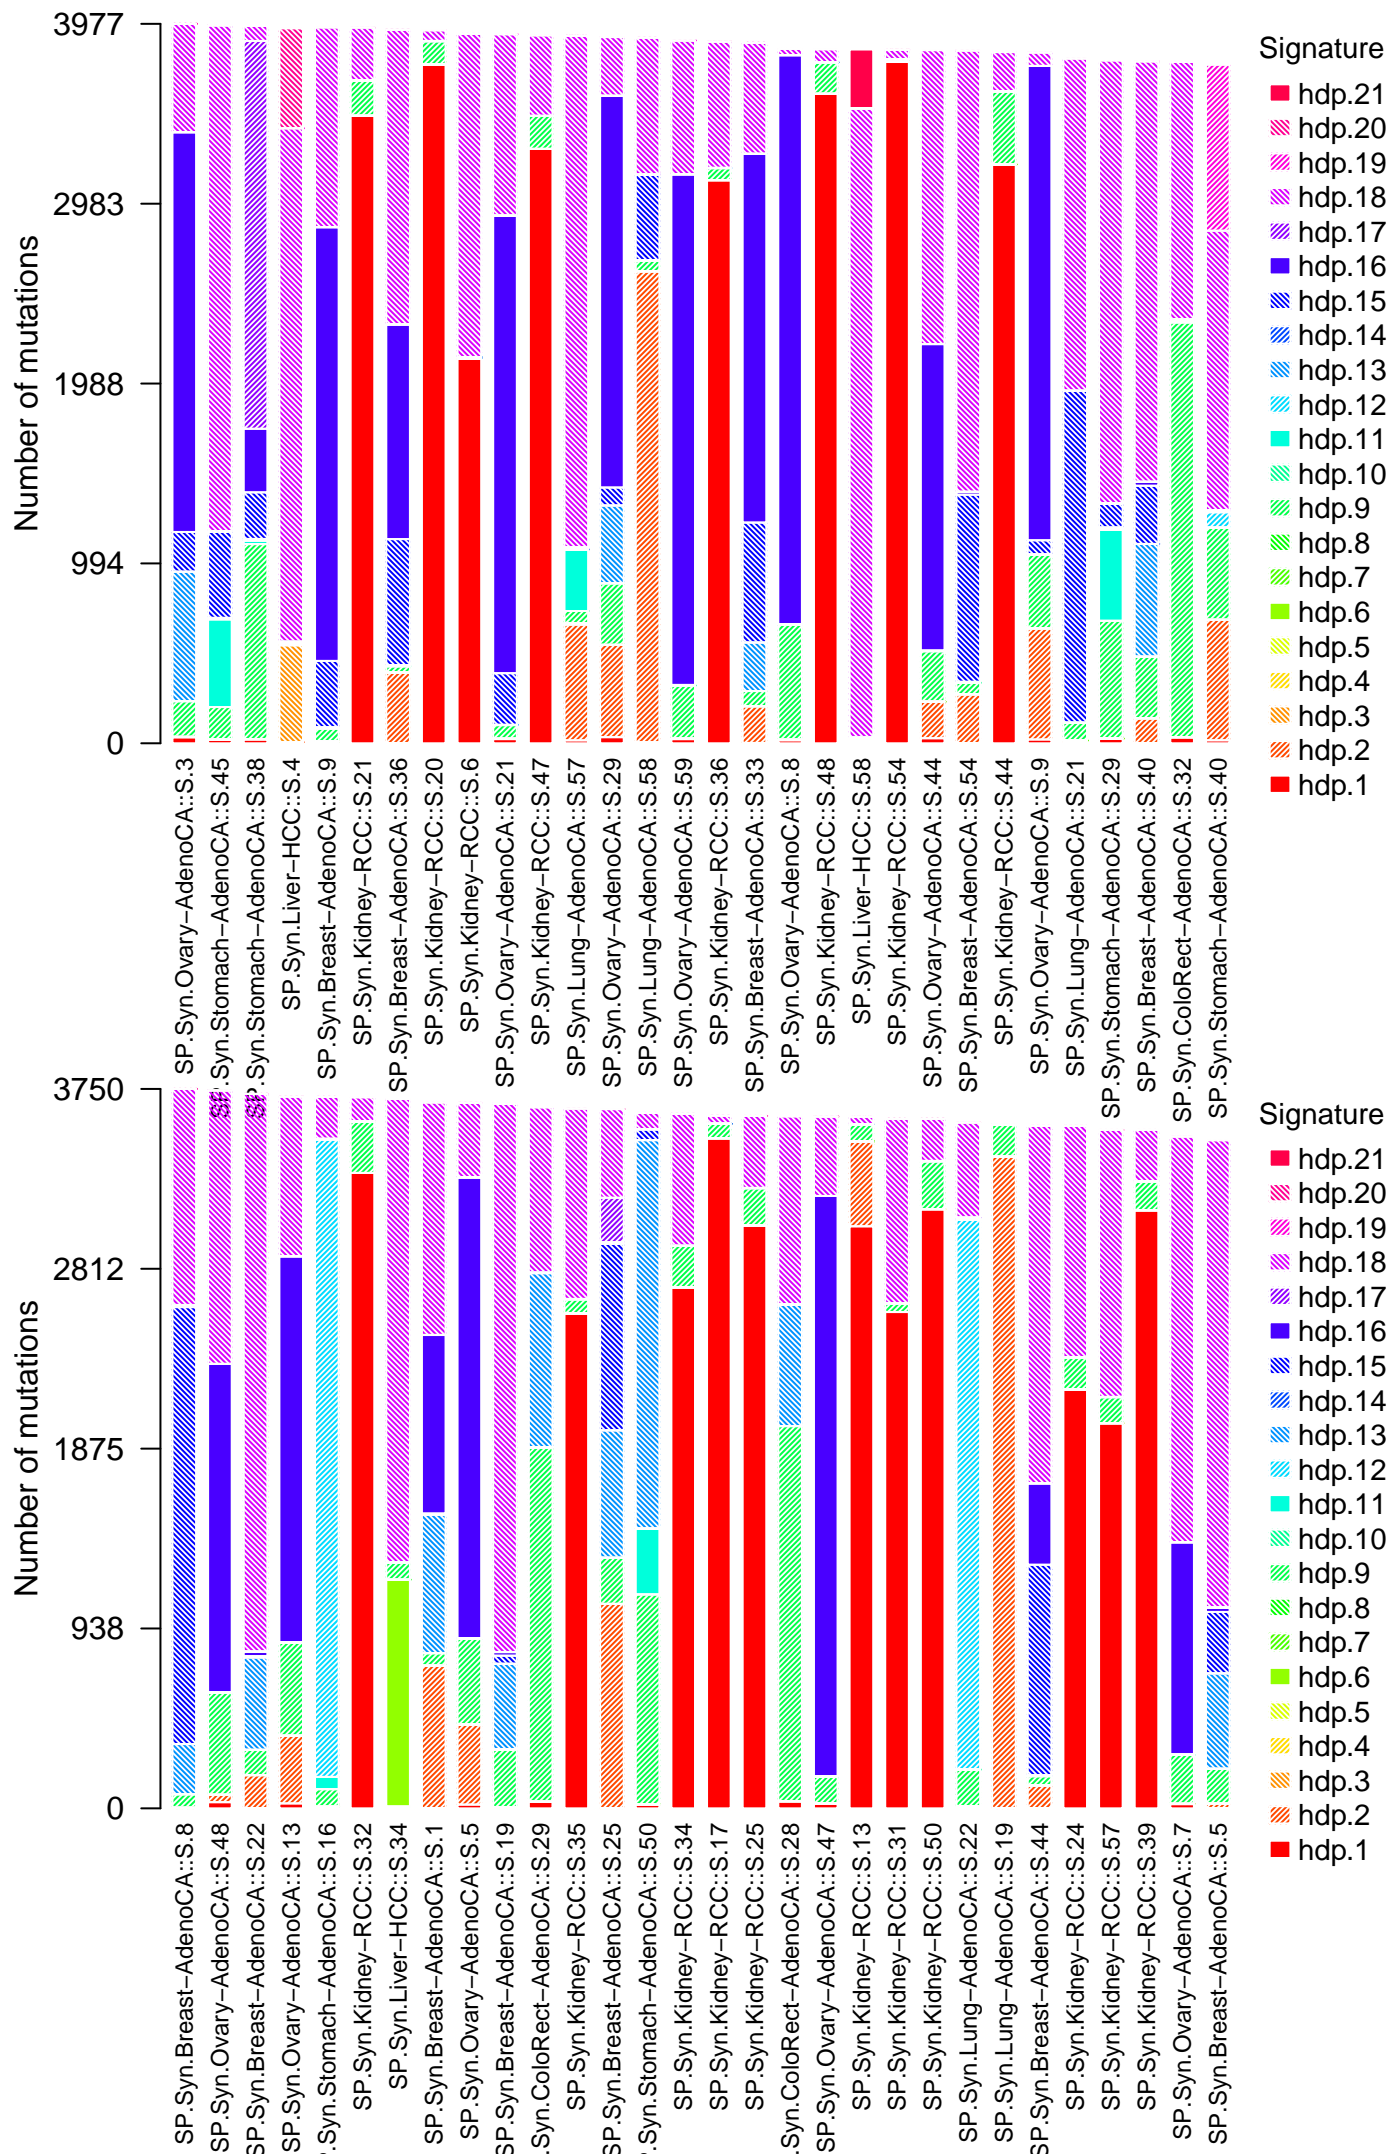 Number of mutations
3977
2983
1988
994
0
Signature
hdp.21
hdp.20
hdp.19
hdp.18
hdp.17
hdp.16
hdp.15
hdp.14
hdp.13
hdp.12
hdp.11
hdp.10
hdp.9
hdp.8
hdp.7
hdp.6
hdp.5
hdp.4
hdp.3
hdp.2
hdp.1
SP.Syn.Ovary−AdenoCA::S.3
SP.Syn.Stomach−AdenoCA::S.45
SP.Syn.Stomach−AdenoCA::S.38
SP.Syn.Liver−HCC::S.4
SP.Syn.Breast−AdenoCA::S.9
SP.Syn.Kidney−RCC::S.21
SP.Syn.Breast−AdenoCA::S.36
SP.Syn.Kidney−RCC::S.20
SP.Syn.Kidney−RCC::S.6
SP.Syn.Ovary−AdenoCA::S.21
SP.Syn.Kidney−RCC::S.47
SP.Syn.Lung−AdenoCA::S.57
SP.Syn.Ovary−AdenoCA::S.29
SP.Syn.Lung−AdenoCA::S.58
SP.Syn.Ovary−AdenoCA::S.59
SP.Syn.Kidney−RCC::S.36
SP.Syn.Breast−AdenoCA::S.33
SP.Syn.Ovary−AdenoCA::S.8
SP.Syn.Kidney−RCC::S.48
SP.Syn.Liver−HCC::S.58
SP.Syn.Kidney−RCC::S.54
SP.Syn.Ovary−AdenoCA::S.44
SP.Syn.Breast−AdenoCA::S.54
SP.Syn.Kidney−RCC::S.44
SP.Syn.Ovary−AdenoCA::S.9
SP.Syn.Lung−AdenoCA::S.21
SP.Syn.Stomach−AdenoCA::S.29
SP.Syn.Breast−AdenoCA::S.40
SP.Syn.ColoRect−AdenoCA::S.32
SP.Syn.Stomach−AdenoCA::S.40
Number of mutations
3750
2812
1875
938
0
Signature
hdp.21
hdp.20
hdp.19
hdp.18
hdp.17
hdp.16
hdp.15
hdp.14
hdp.13
hdp.12
hdp.11
hdp.10
hdp.9
hdp.8
hdp.7
hdp.6
hdp.5
hdp.4
hdp.3
hdp.2
hdp.1
SP.Syn.Breast−AdenoCA::S.8
SP.Syn.Ovary−AdenoCA::S.48
SP.Syn.Breast−AdenoCA::S.22
SP.Syn.Ovary−AdenoCA::S.13
.Syn.Stomach−AdenoCA::S.16
SP.Syn.Kidney−RCC::S.32
SP.Syn.Liver−HCC::S.34
SP.Syn.Breast−AdenoCA::S.1
SP.Syn.Ovary−AdenoCA::S.5
SP.Syn.Breast−AdenoCA::S.19
.Syn.ColoRect−AdenoCA::S.29
SP.Syn.Kidney−RCC::S.35
SP.Syn.Breast−AdenoCA::S.25
.Syn.Stomach−AdenoCA::S.50
SP.Syn.Kidney−RCC::S.34
SP.Syn.Kidney−RCC::S.17
SP.Syn.Kidney−RCC::S.25
.Syn.ColoRect−AdenoCA::S.28
SP.Syn.Ovary−AdenoCA::S.47
SP.Syn.Kidney−RCC::S.13
SP.Syn.Kidney−RCC::S.31
SP.Syn.Kidney−RCC::S.50
SP.Syn.Lung−AdenoCA::S.22
SP.Syn.Lung−AdenoCA::S.19
SP.Syn.Breast−AdenoCA::S.44
SP.Syn.Kidney−RCC::S.24
SP.Syn.Kidney−RCC::S.57
SP.Syn.Kidney−RCC::S.39
SP.Syn.Ovary−AdenoCA::S.7
SP.Syn.Breast−AdenoCA::S.5